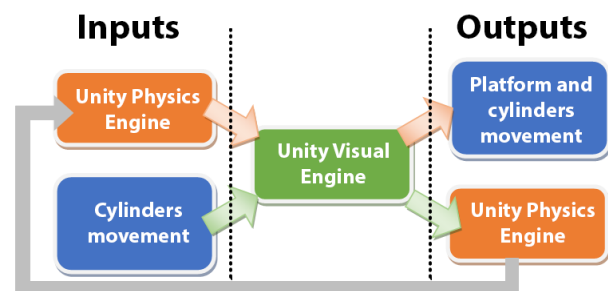 Inputs
Outputs
Unity Physics
Engine
Cylinders
movement
Unity Visual
Engine
Platform and
cylinders
movement
Unity Physics
Engine